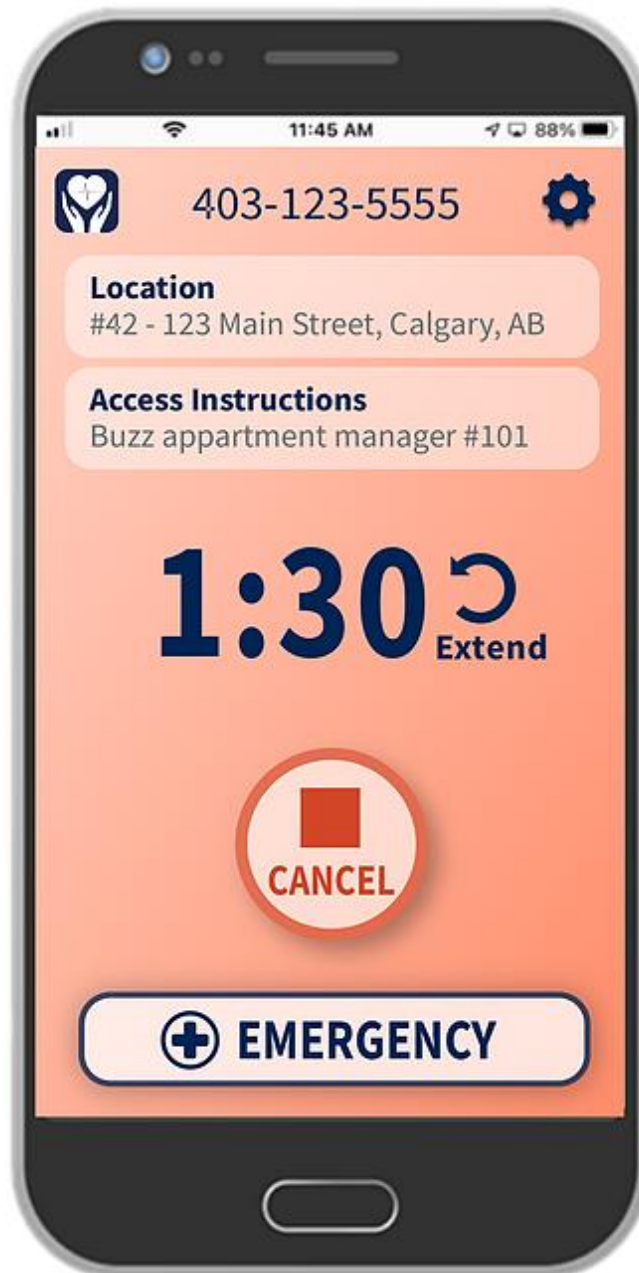 11:45 AM 88%
403-123-5555
Location
#42 - 123 Main Street, Calgary, AB
Access Instructions
Buzz appartment manager #101
1:30
Extend
CANCEL
EMERGENCY